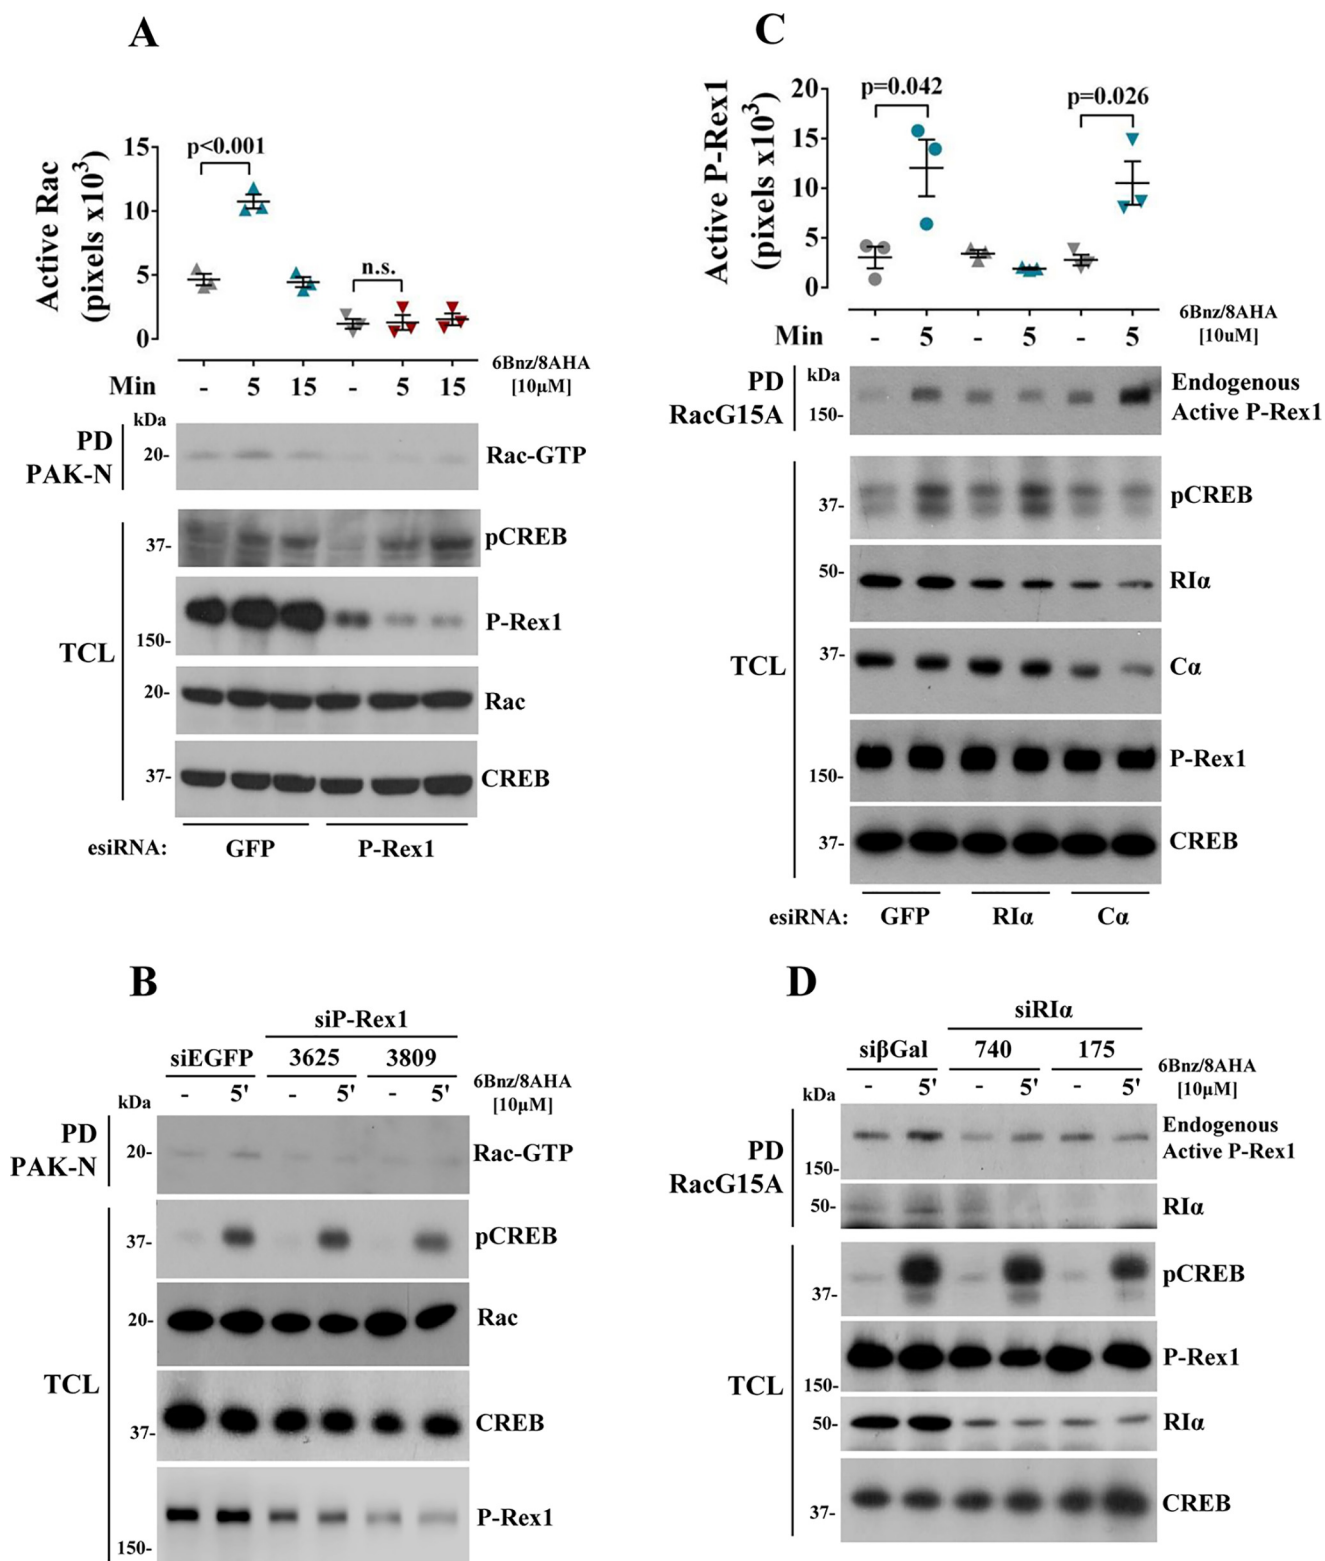 A
Active Rac
(pixels x10³)
15
10
5
0
p<0.001
n.s.
6Bnz/8AHA
[10µM]
Min - 5 15 - 5 15
kDa
PD
PAK-N
20-
Rac-GTP
TCL
37-
pCREB
150-
P-Rex1
20-
Rac
37-
CREB
esiRNA: GFP P-Rex1
C
Active P-Rex1
(pixels x10³)
20
15
10
5
0
p=0.042
p=0.026
6Bnz/8AHA
[10uM]
Min - 5 - 5 - 5
kDa
PD
RacG15A
150-
Endogenous
Active P-Rex1
TCL
37-
pCREB
50-
RIα
37-
Cα
150-
P-Rex1
37-
CREB
esiRNA: GFP RIα Cα
B
siP-Rex1
siEGFP 3625 3809
- 5' - 5' - 5'
6Bnz/8AHA
[10µM]
kDa
PD
PAK-N
20-
Rac-GTP
TCL
37-
pCREB
20-
Rac
37-
CREB
150-
P-Rex1
D
siRIα
siβGal 740 175
- 5' - 5' - 5'
6Bnz/8AHA
[10µM]
kDa
PD
RacG15A
150-
Endogenous
Active P-Rex1
50-
RIα
TCL
37-
pCREB
150-
P-Rex1
50-
RIα
37-
CREB